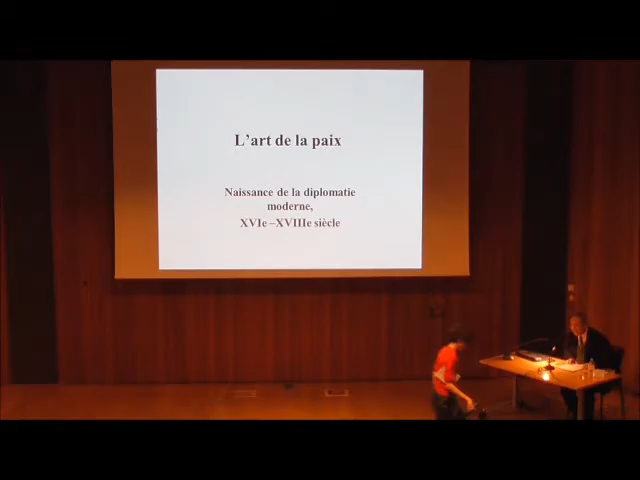 L'art de la paix
Naissance de la diplomatie
moderne,
XVIe –XVIIIe siècle